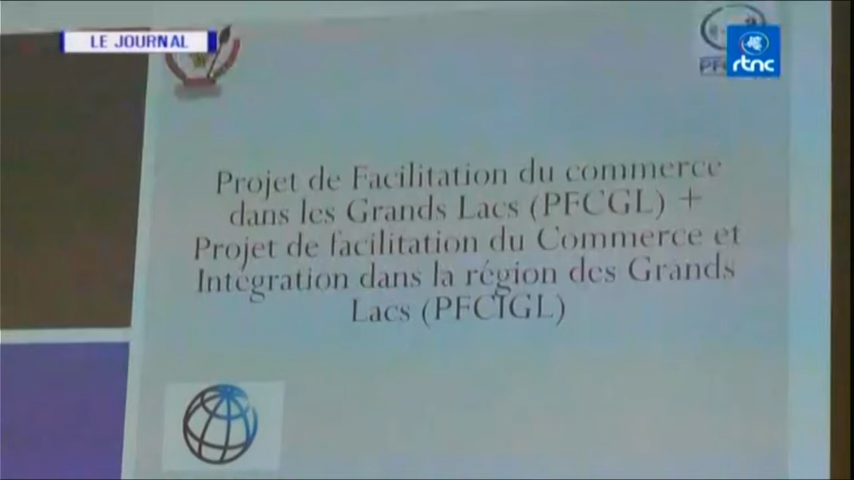 LE JOURNAL
rtnc
Projet de Facilitation du commerce
dans les Grands Lacs (PFCGL) +
Projet de facilitation du Commerce et
Intégration dans la région des Grands
Lacs (PFCIGL)